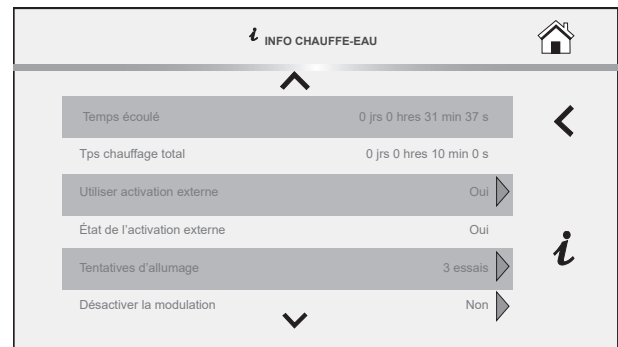 i INFO CHAUFFE-EAU
Temps écoulé 0 jrs 0 hres 31 min 37 s
Tps chauffage total 0 jrs 0 hres 10 min 0 s
Utiliser activation externe Oui
État de l’activation externe Oui
Tentatives d’allumage 3 essais
Désactiver la modulation Non
i